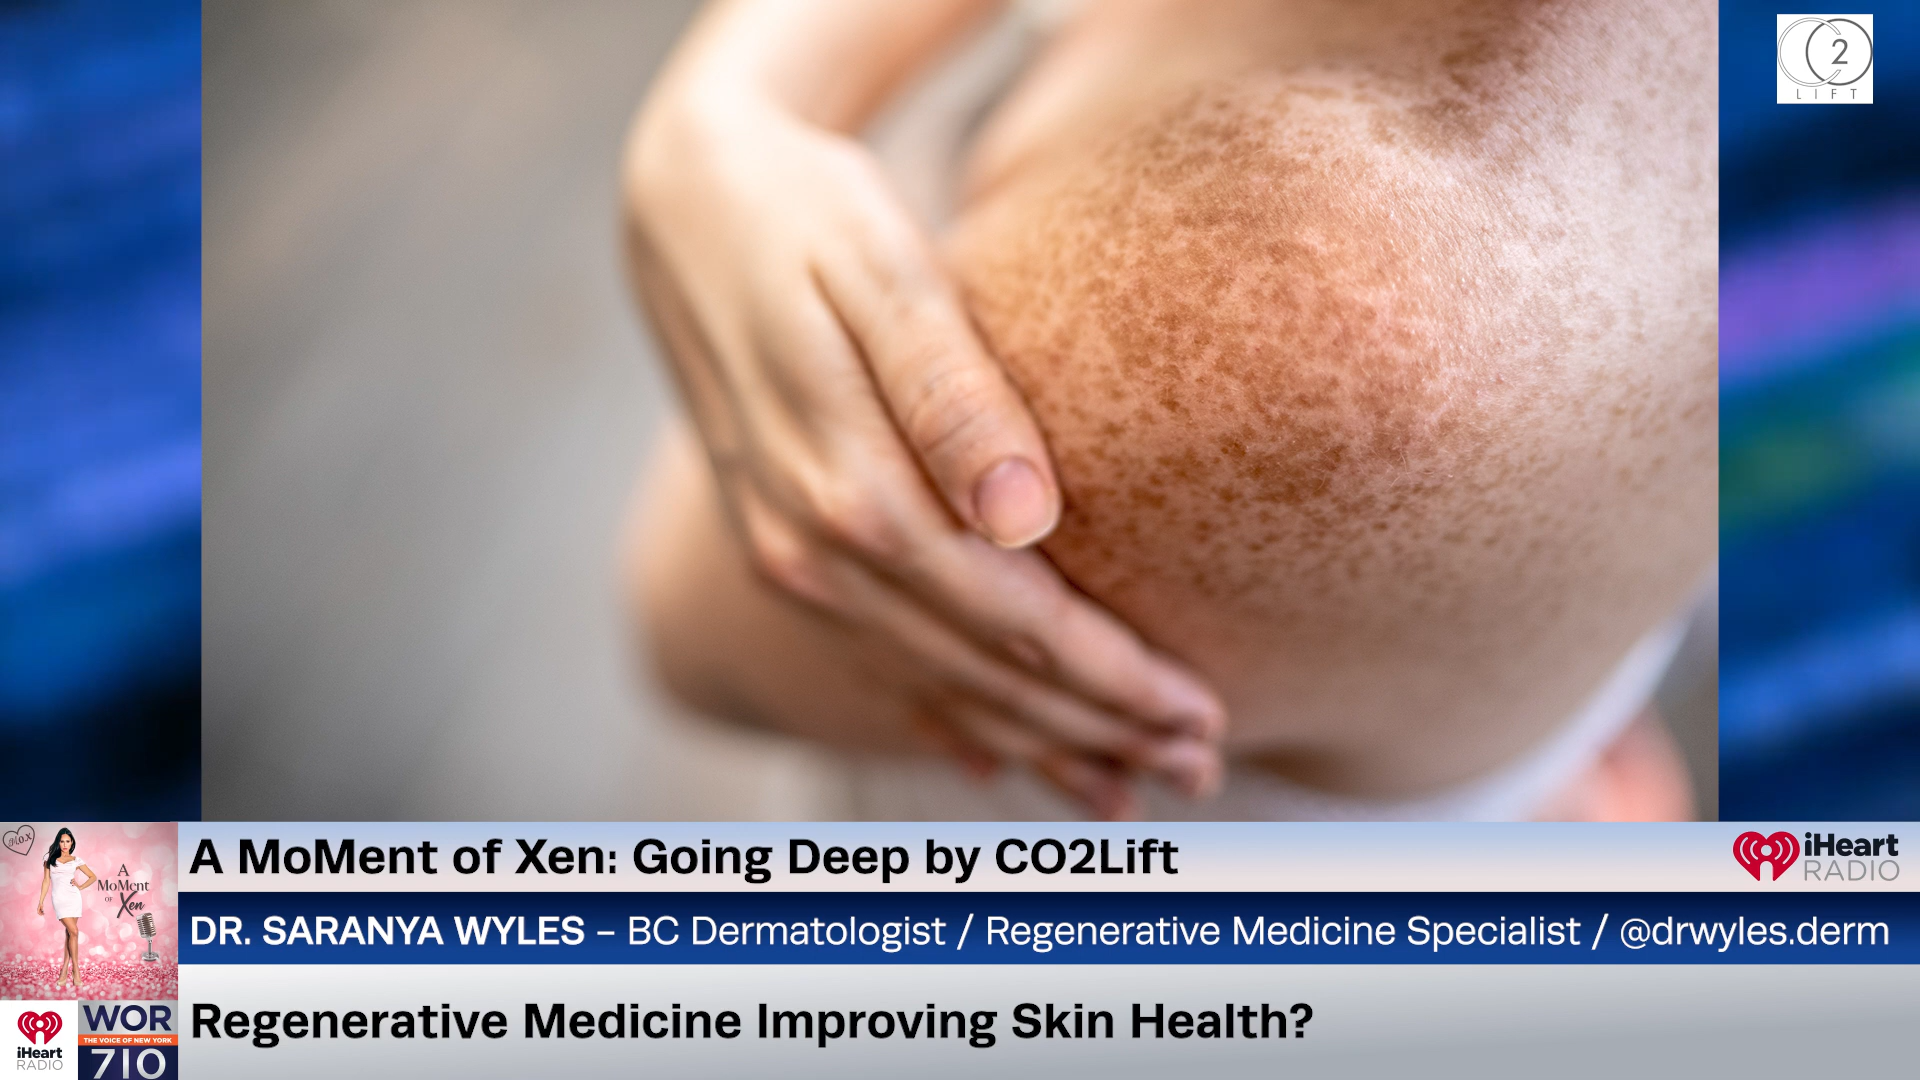 CO2
LIFT
A MoMent of Xen: Going Deep by CO2Lift
iHeart
RADIO
DR. SARANYA WYLES – BC Dermatologist / Regenerative Medicine Specialist / @drwyles.derm
M.O.X
A
MoMent
OF Xen
Regenerative Medicine Improving Skin Health?
iHeart
RADIO
WOR
THE VOICE OF NEW YORK
710